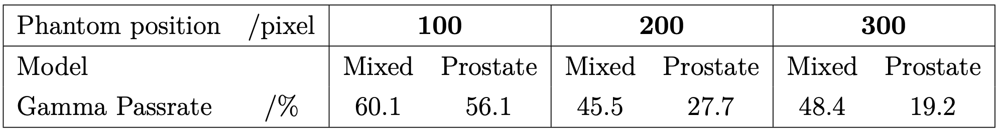 Phantom position /pixel 100 200 300
Model Mixed Prostate Mixed Prostate Mixed Prostate
Gamma Passrate /% 60.1 56.1 45.5 27.7 48.4 19.2